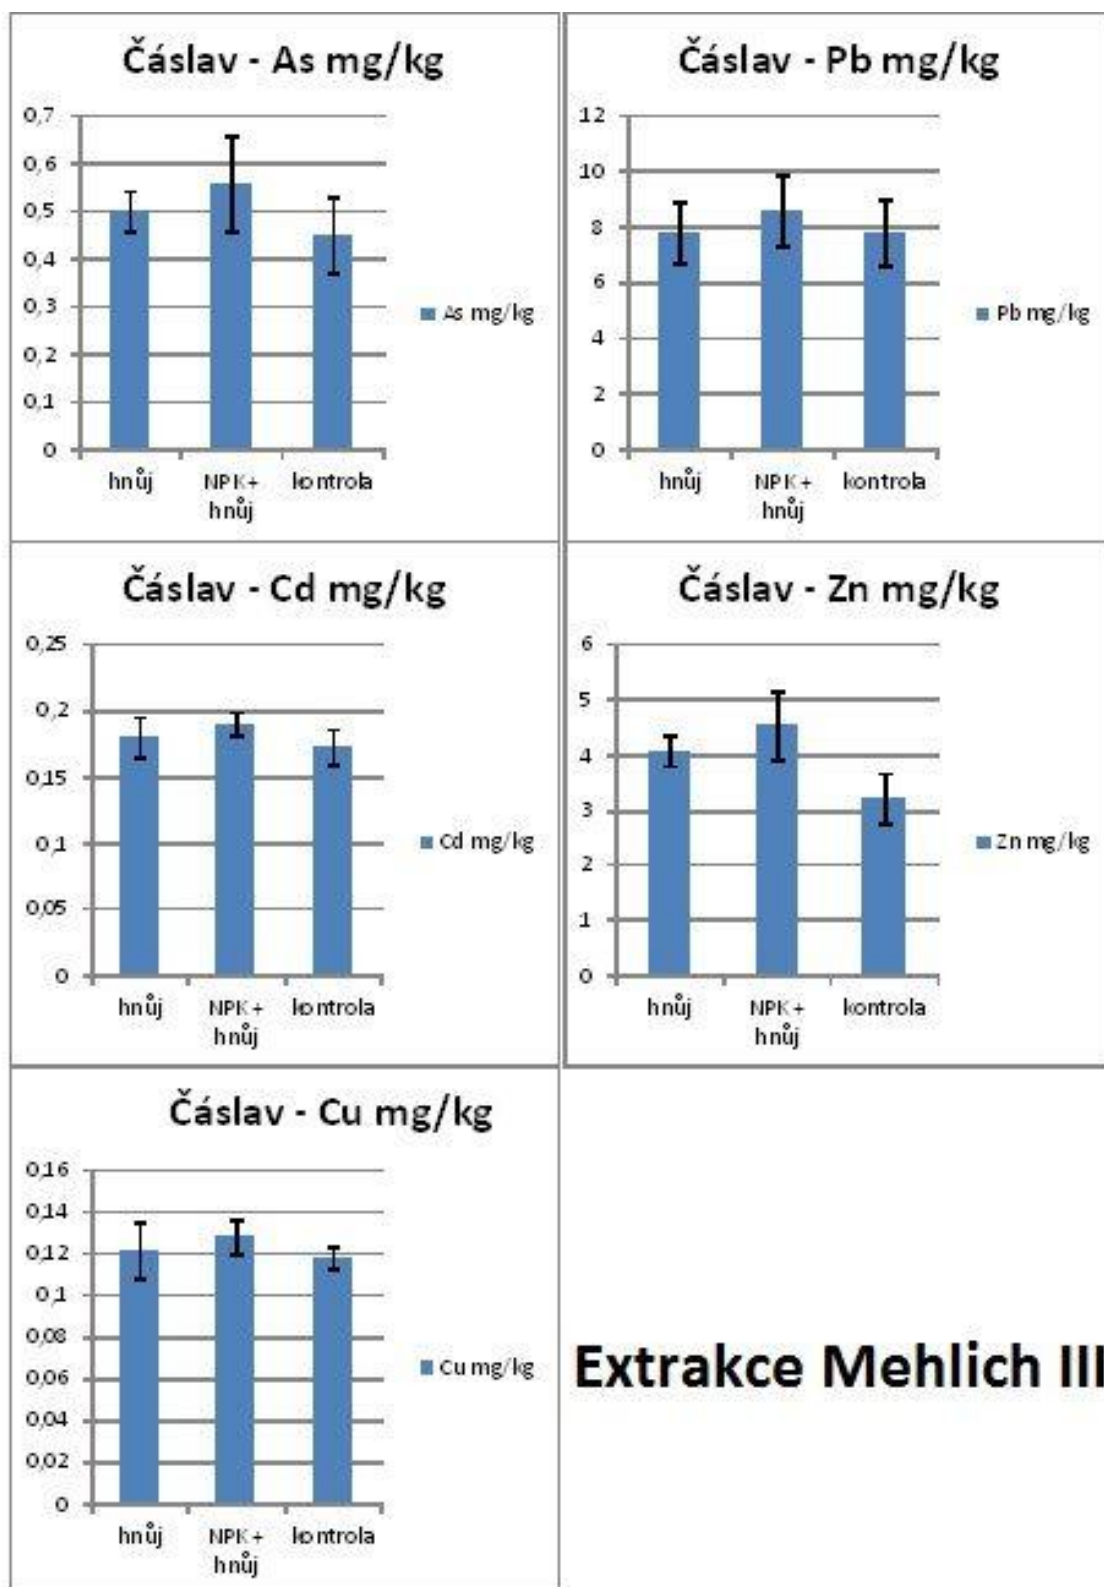 Čáslav - As mg/kg
0,7
0,6
0,5
0,4
0,3
0,2
0,1
0
hnůj
NPK +
hnůj
kontrola
As mg/kg
Čáslav - Pb mg/kg
12
10
8
6
4
2
0
hnůj
NPK +
hnůj
kontrola
Pb mg/kg
Čáslav - Cd mg/kg
0,25
0,2
0,15
0,1
0,05
0
hnůj
NPK +
hnůj
kontrola
Cd mg/kg
Čáslav - Zn mg/kg
6
5
4
3
2
1
0
hnůj
NPK +
hnůj
kontrola
Zn mg/kg
Čáslav - Cu mg/kg
0,16
0,14
0,12
0,1
0,08
0,06
0,04
0,02
0
hnůj
NPK +
hnůj
kontrola
Cu mg/kg
Extrakce Mehlich III